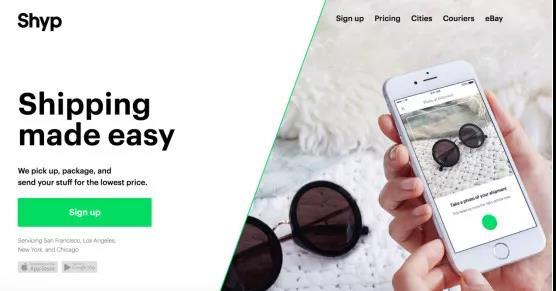 Shyp
Sign up Pricing Cities Couriers eBay
Shipping
made easy
We pick up, package, and
send your stuff for the lowest price.
Sign up
Servicing San Francisco, Los Angeles,
New York, and Chicago
App Store
Google Play
Photo of Shipment
Take a photo of your shipment